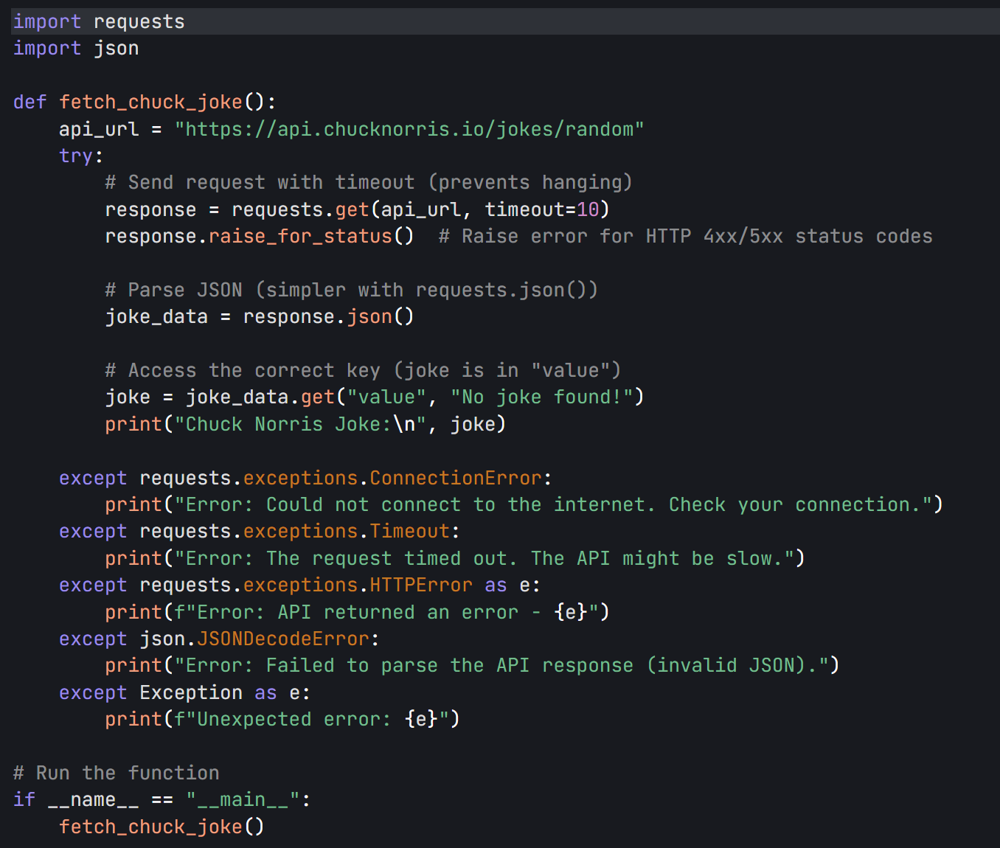 import requests
import json
def fetch_chuck_joke():
    api_url = "https://api.chucknorris.io/jokes/random"
    try:
        # Send request with timeout (prevents hanging)
        response = requests.get(api_url, timeout=10)
        response.raise_for_status()  # Raise error for HTTP 4xx/5xx status codes
        # Parse JSON (simpler with requests.json())
        joke_data = response.json()
        # Access the correct key (joke is in "value")
        joke = joke_data.get("value", "No joke found!")
        print("Chuck Norris Joke:\n", joke)
    except requests.exceptions.ConnectionError:
        print("Error: Could not connect to the internet. Check your connection.")
    except requests.exceptions.Timeout:
        print("Error: The request timed out. The API might be slow.")
    except requests.exceptions.HTTPError as e:
        print(f"Error: API returned an error - {e}")
    except json.JSONDecodeError:
        print("Error: Failed to parse the API response (invalid JSON).")
    except Exception as e:
        print(f"Unexpected error: {e}")
# Run the function
if __name__ == "__main__":
    fetch_chuck_joke()